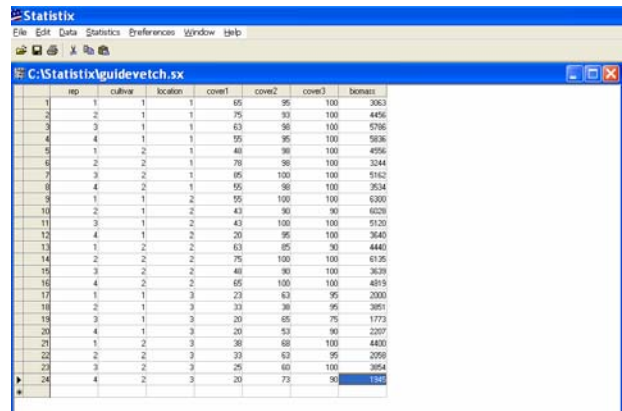 Statistix
File Edit Data Statistics Preferences Window Help
C:\Statistix\guidevetch.sx
rep cultivar location cover1 cover2 cover3 biomass
1 1 1 1 65 95 100 3063
2 2 1 1 75 93 100 4456
3 3 1 1 63 98 100 5786
4 4 1 1 55 95 100 5836
5 1 2 1 48 98 100 4556
6 2 2 1 78 98 100 3244
7 3 2 1 85 100 100 5162
8 4 2 1 55 98 100 3534
9 1 1 2 55 100 100 6300
10 2 1 2 43 90 90 6028
11 3 1 2 43 100 100 5120
12 4 1 2 20 95 100 3640
13 1 2 2 63 85 90 4440
14 2 2 2 75 100 100 6135
15 3 2 2 48 90 100 3639
16 4 2 2 65 100 100 4819
17 1 1 3 23 63 95 2000
18 2 1 3 33 38 95 3851
19 3 1 3 20 65 75 1773
20 4 1 3 20 53 90 2207
21 1 2 3 38 68 100 4400
22 2 2 3 33 63 95 2058
23 3 2 3 25 60 100 3854
24 4 2 3 20 73 90 1945